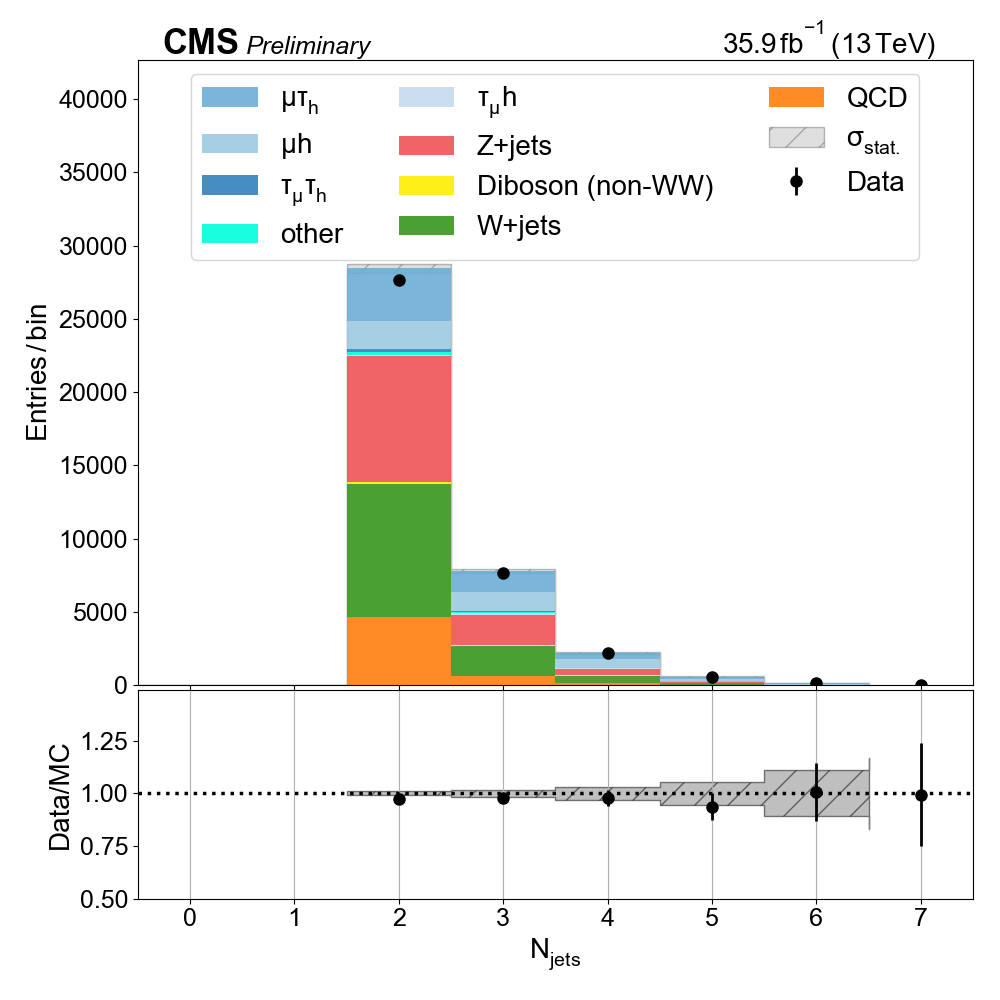 CMS Preliminary 35.9 fb⁻¹ (13 TeV)
μτ_h τ_μh QCD
μh Z+jets σ_stat.
τ_μτ_h Diboson (non-WW) Data
other W+jets
Entries / bin
40000
35000
30000
25000
20000
15000
10000
5000
0
Data/MC
1.25
1.00
0.75
0.50
0 1 2 3 4 5 6 7
N_jets